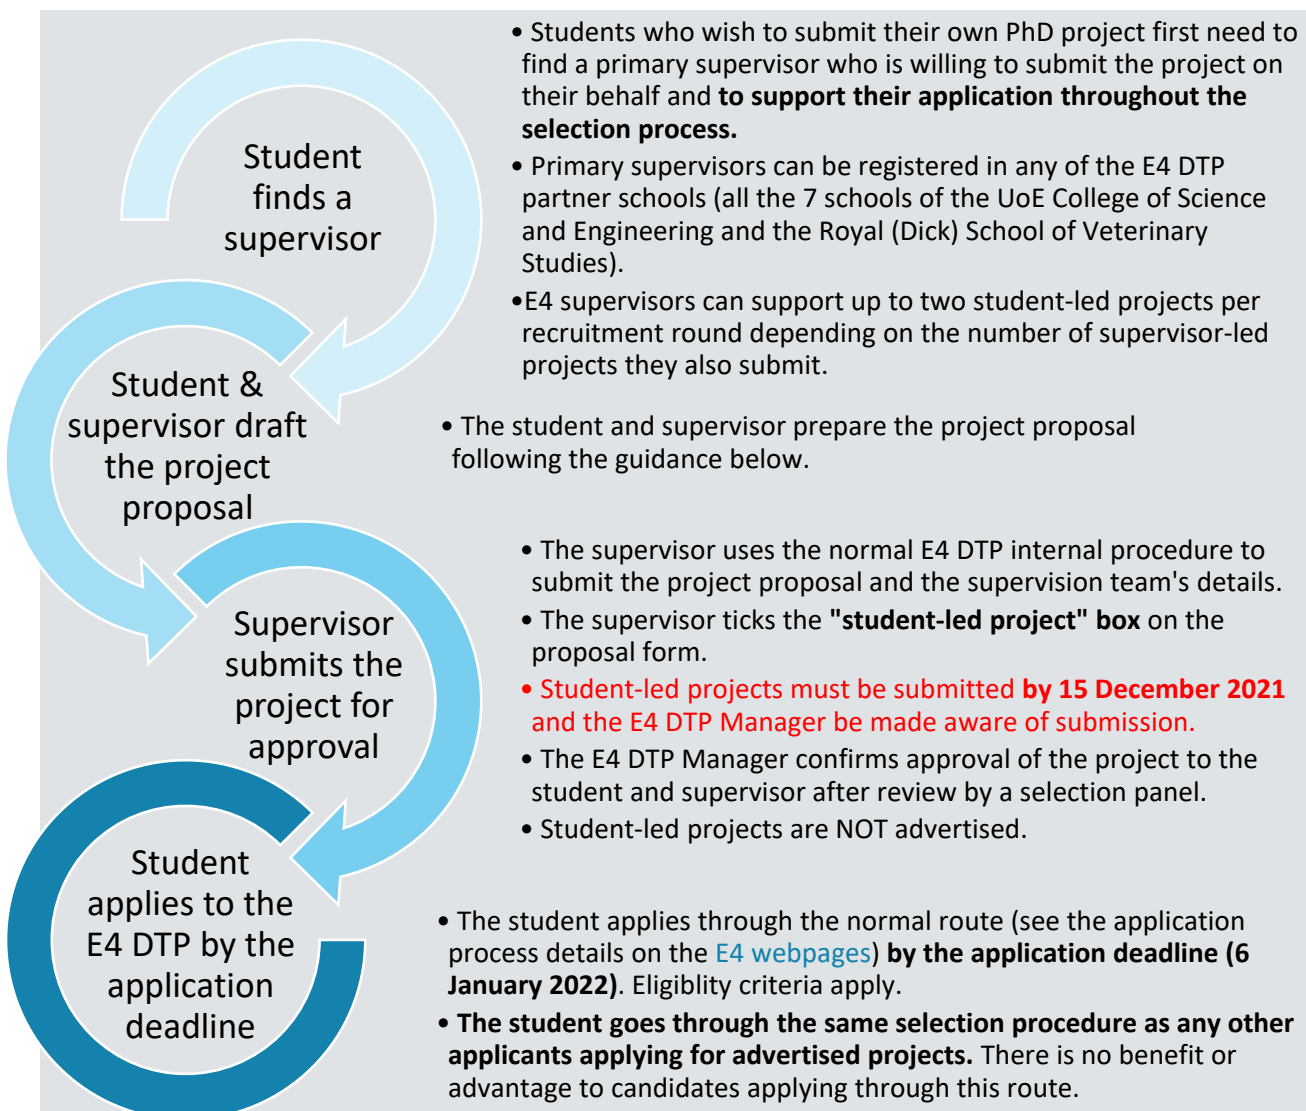 Student
finds a
supervisor
• Students who wish to submit their own PhD project first need to
find a primary supervisor who is willing to submit the project on
their behalf and to support their application throughout the
selection process.
• Primary supervisors can be registered in any of the E4 DTP
partner schools (all the 7 schools of the UoE College of Science
and Engineering and the Royal (Dick) School of Veterinary
Studies).
•E4 supervisors can support up to two student-led projects per
recruitment round depending on the number of supervisor-led
projects they also submit.
Student &
supervisor draft
the project
proposal
• The student and supervisor prepare the project proposal
following the guidance below.
Supervisor
submits the
project for
approval
• The supervisor uses the normal E4 DTP internal procedure to
submit the project proposal and the supervision team's details.
• The supervisor ticks the "student-led project" box on the
proposal form.
• Student-led projects must be submitted by 15 December 2021
and the E4 DTP Manager be made aware of submission.
• The E4 DTP Manager confirms approval of the project to the
student and supervisor after review by a selection panel.
• Student-led projects are NOT advertised.
Student
applies to the
E4 DTP by the
application
deadline
• The student applies through the normal route (see the application
process details on the E4 webpages) by the application deadline (6
January 2022). Eligiblity criteria apply.
• The student goes through the same selection procedure as any other
applicants applying for advertised projects. There is no benefit or
advantage to candidates applying through this route.